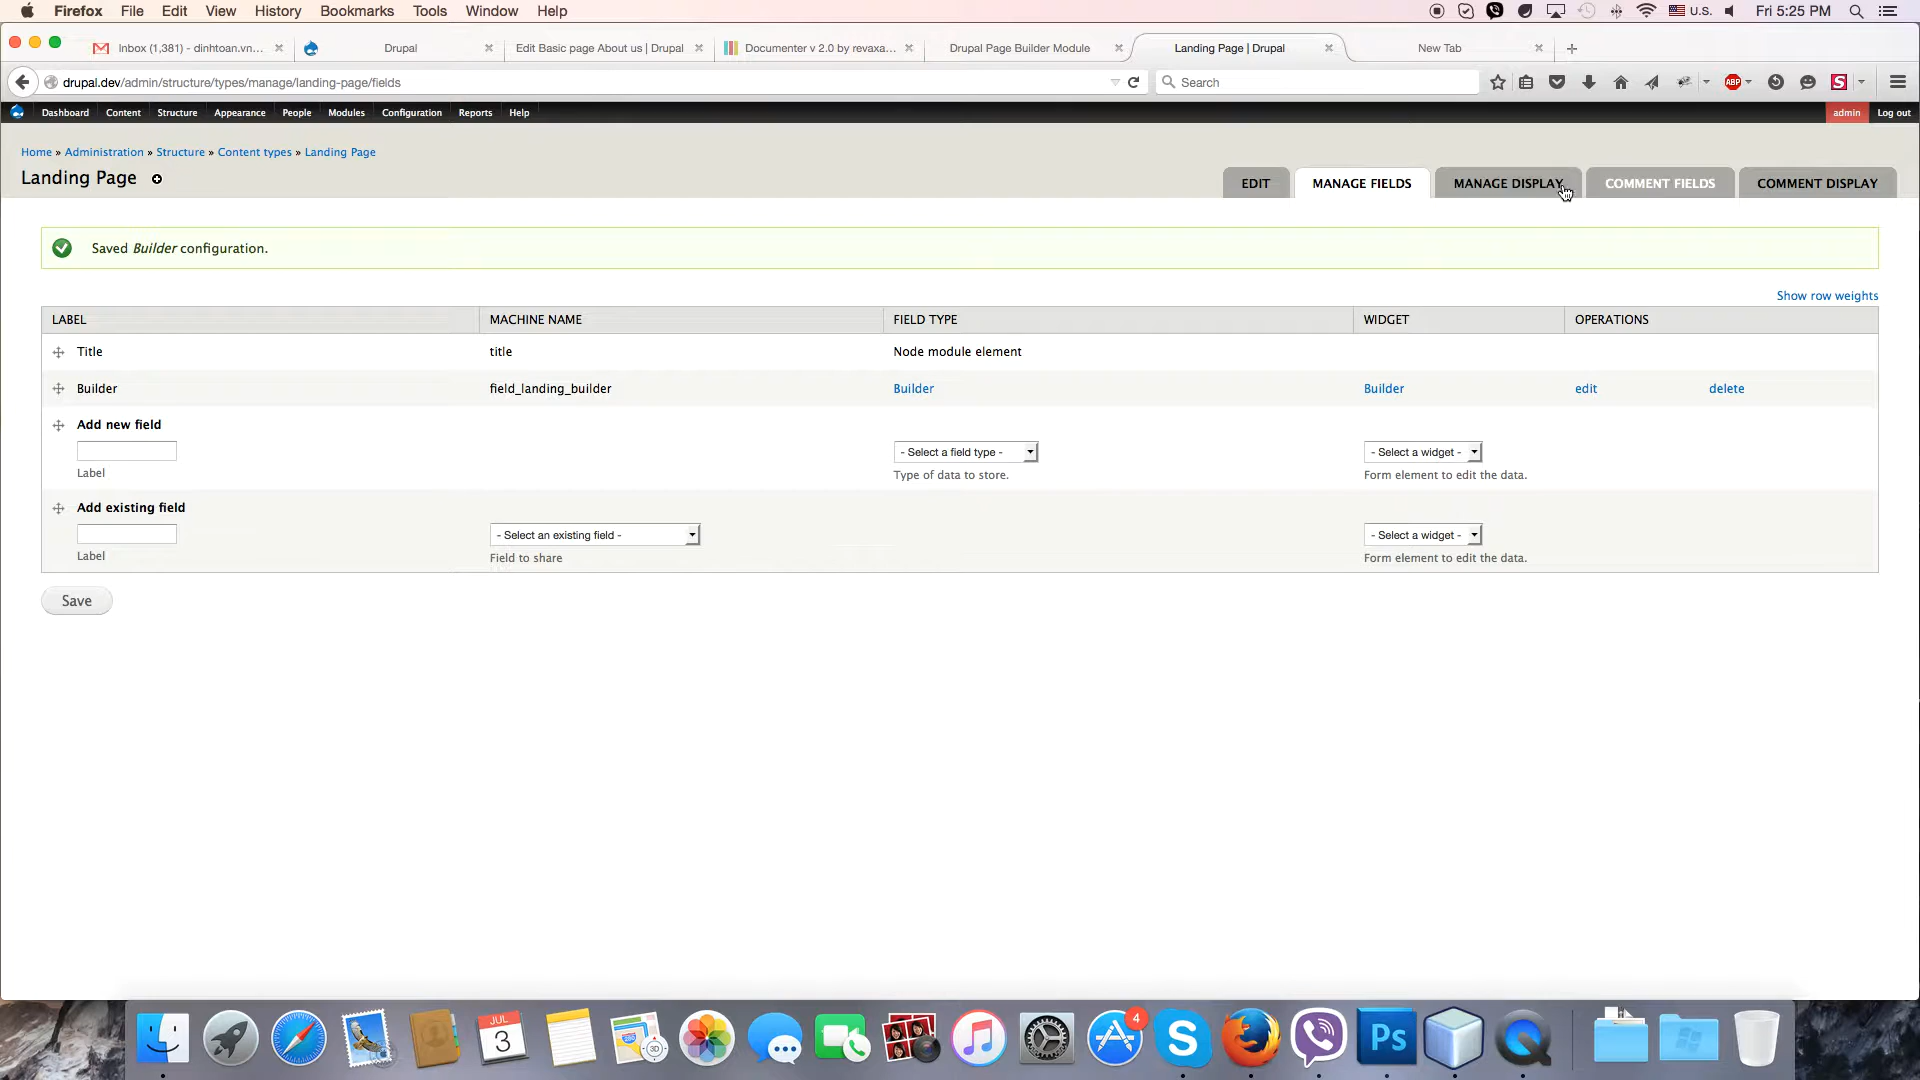 Firefox File Edit View History Bookmarks Tools Window Help U.S. Fri 5:25 PM
Inbox (1,381) - dinhtoan.vn... Drupal Edit Basic page About us | Drupal Documenter v 2.0 by revaxa... Drupal Page Builder Module Landing Page | Drupal New Tab
drupal.dev/admin/structure/types/manage/landing-page/fields Search ABP S
Dashboard Content Structure Appearance People Modules Configuration Reports Help admin Log out
Home » Administration » Structure » Content types » Landing Page
Landing Page
EDIT MANAGE FIELDS MANAGE DISPLAY COMMENT FIELDS COMMENT DISPLAY
Saved Builder configuration.
Show row weights
LABEL MACHINE NAME FIELD TYPE WIDGET OPERATIONS
Title title Node module element
Builder field_landing_builder Builder Builder edit delete
Add new field
- Select a field type - - Select a widget -
Label Type of data to store. Form element to edit the data.
Add existing field
- Select an existing field - - Select a widget -
Label Field to share Form element to edit the data.
Save
JUL
3
3D
4
S
Ps